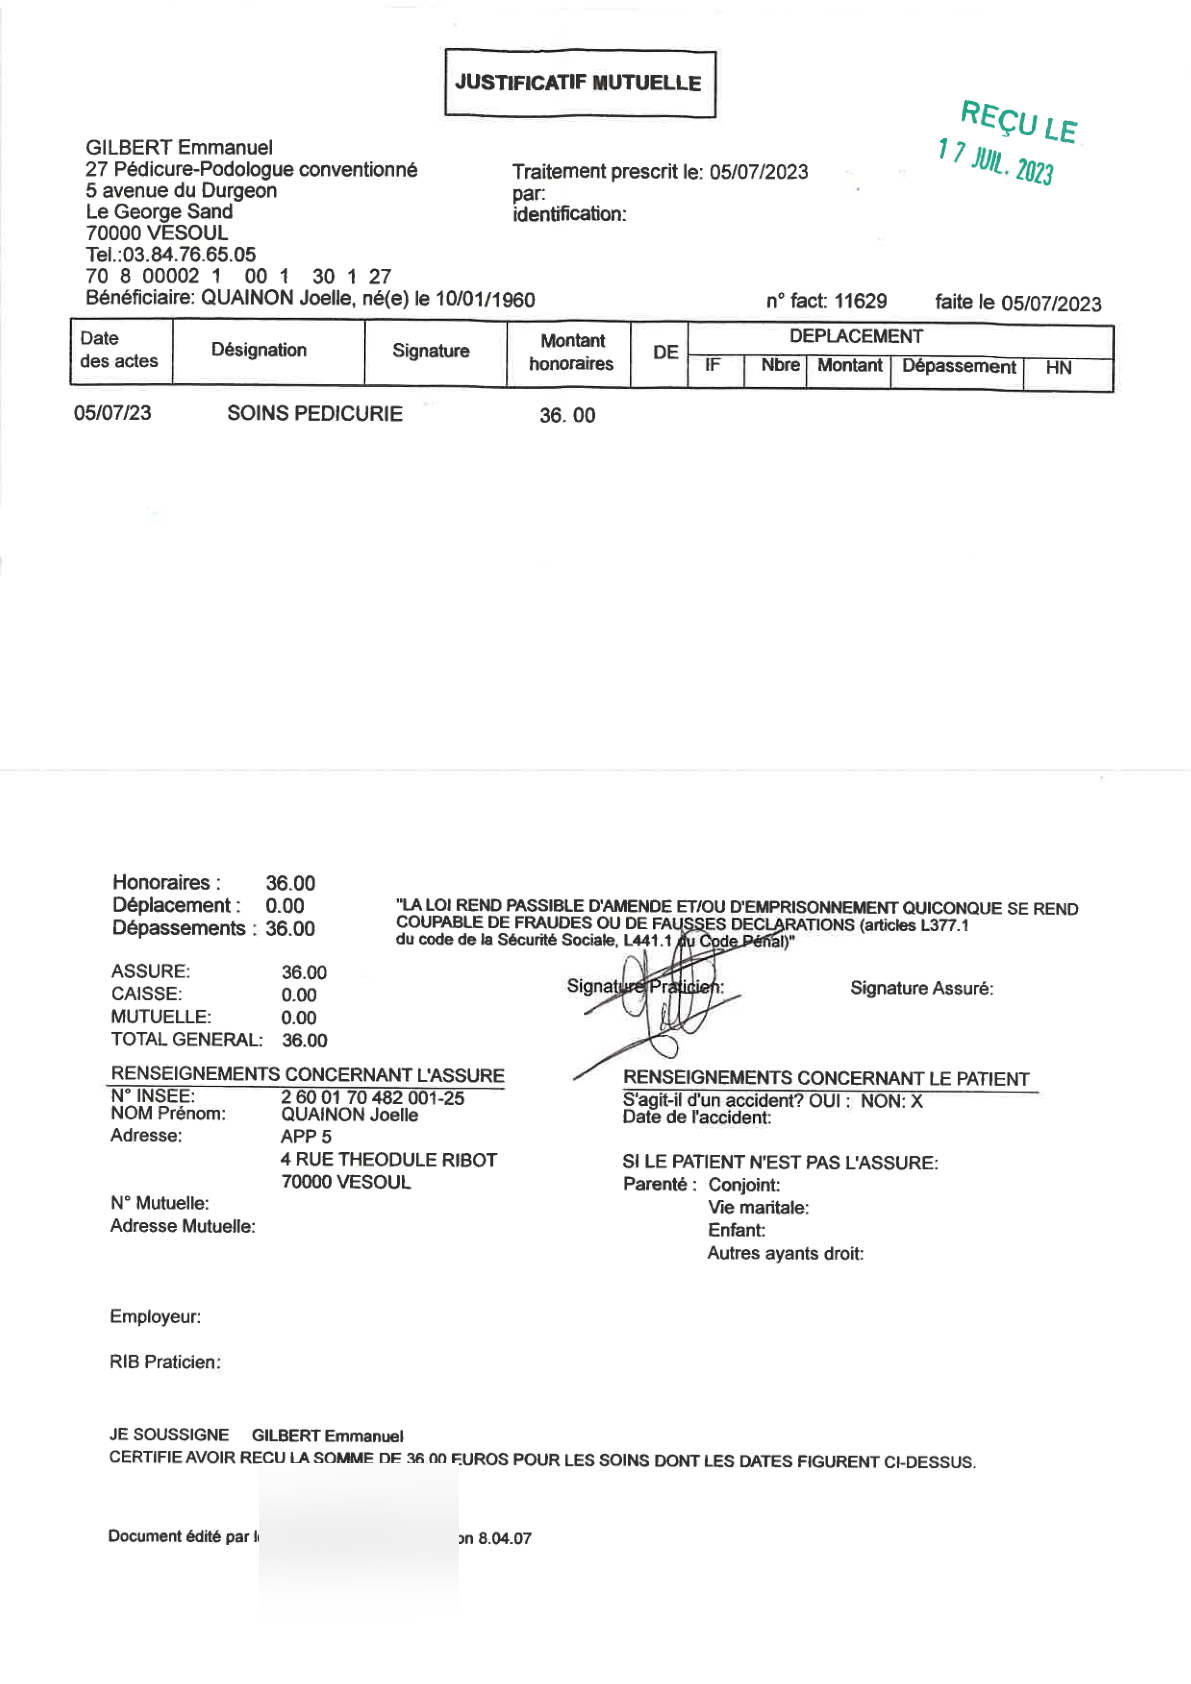 JUSTIFICATIF MUTUELLE
REÇU LE
17 JUIL. 2023
GILBERT Emmanuel
27 Pédicure-Podologue conventionné
5 avenue du Durgeon
Le George Sand
70000 VESOUL
Tel.:03.84.76.65.05
70 8 00002 1 00 1 30 1 27
Traitement prescrit le: 05/07/2023
par:
identification:
Bénéficiaire: QUAINON Joelle, né(e) le 10/01/1960 n° fact: 11629 faite le 05/07/2023
Date des actes Désignation Signature Montant honoraires DE DEPLACEMENT
IF Nbre Montant Dépassement HN
05/07/23 SOINS PEDICURIE 36. 00
Honoraires : 36.00
Déplacement : 0.00
Dépassements : 36.00
"LA LOI REND PASSIBLE D'AMENDE ET/OU D'EMPRISONNEMENT QUICONQUE SE REND
COUPABLE DE FRAUDES OU DE FAUSSES DECLARATIONS (articles L377.1
du code de la Sécurité Sociale, L441.1 du Code Pénal)"
ASSURE: 36.00
CAISSE: 0.00
MUTUELLE: 0.00
TOTAL GENERAL: 36.00
Signature Praticien:
Signature Assuré:
RENSEIGNEMENTS CONCERNANT L'ASSURE
N° INSEE: 2 60 01 70 482 001-25
NOM Prénom: QUAINON Joelle
Adresse: APP 5
4 RUE THEODULE RIBOT
70000 VESOUL
N° Mutuelle:
Adresse Mutuelle:
RENSEIGNEMENTS CONCERNANT LE PATIENT
S'agit-il d'un accident? OUI : NON: X
Date de l'accident:
SI LE PATIENT N'EST PAS L'ASSURE:
Parenté : Conjoint:
Vie maritale:
Enfant:
Autres ayants droit:
Employeur:
RIB Praticien:
JE SOUSSIGNE GILBERT Emmanuel
CERTIFIE AVOIR RECU LA SOMME DE 36.00 EUROS POUR LES SOINS DONT LES DATES FIGURENT CI-DESSUS.
Document édité par 8.04.07